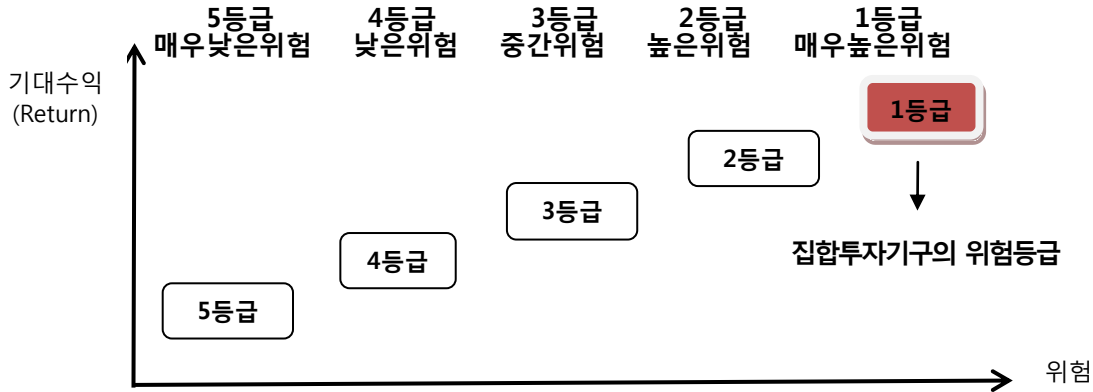 5등급 4등급 3등급 2등급 1등급
매우낮은위험 낮은위험 중간위험 높은위험 매우높은위험
기대수익
(Return)
1등급
2등급
3등급
집합투자기구의 위험등급
4등급
5등급
위험